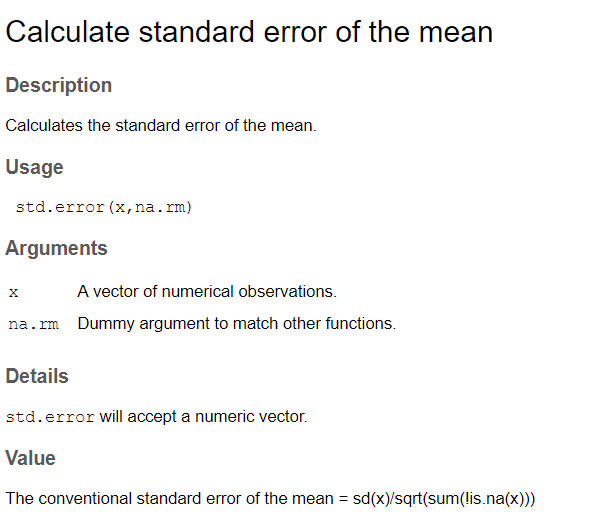 Calculate standard error of the mean
Description
Calculates the standard error of the mean.
Usage
std.error(x,na.rm)
Arguments
x A vector of numerical observations.
na.rm Dummy argument to match other functions.
Details
std.error will accept a numeric vector.
Value
The conventional standard error of the mean = sd(x)/sqrt(sum(!is.na(x)))